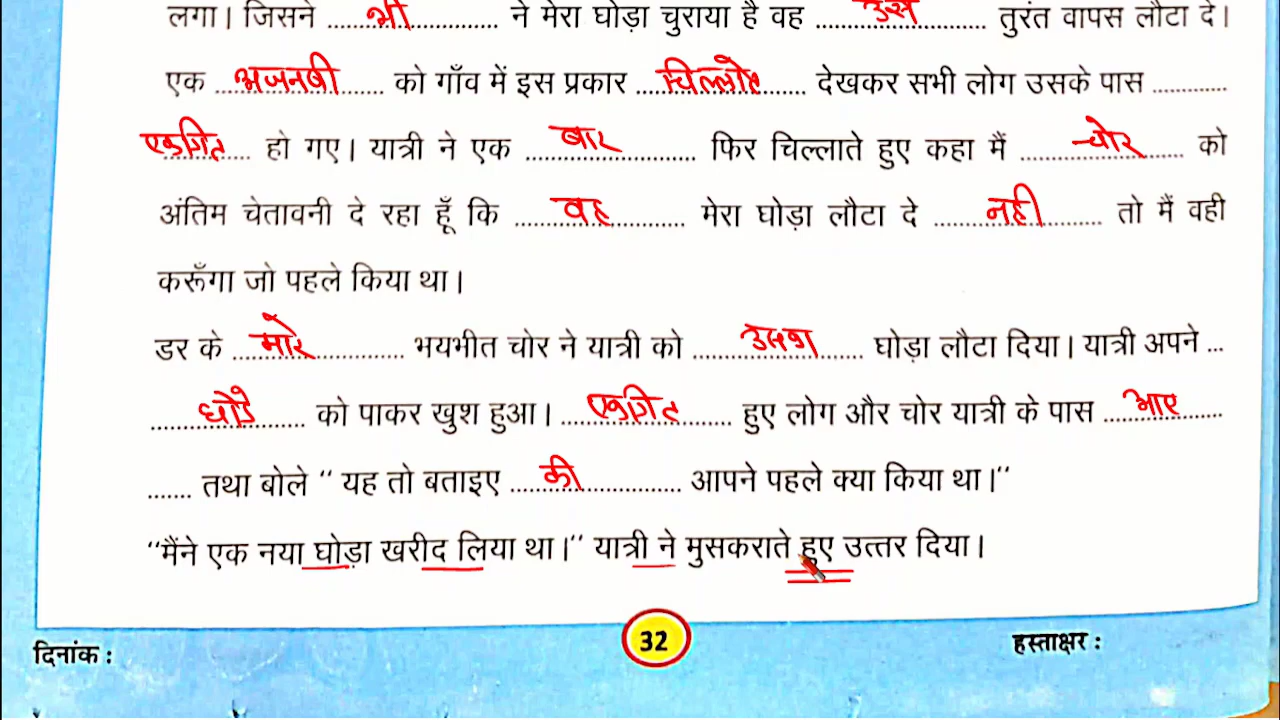 लगा। जिसने ...भी... ने मेरा घोड़ा चुराया है वह ...उसे... तुरंत वापस लौटा दे।
एक ...अजनबी... को गाँव में इस प्रकार ...चिल्लाते... देखकर सभी लोग उसके पास ...
एकत्रित... हो गए। यात्री ने एक ...बार... फिर चिल्लाते हुए कहा मैं ...चोर... को
अंतिम चेतावनी दे रहा हूँ कि ...वह... मेरा घोड़ा लौटा दे ...नही... तो मैं वही
करूँगा जो पहले किया था।
डर के ...मारे... भयभीत चोर ने यात्री को ...उसका... घोड़ा लौटा दिया। यात्री अपने ...
...घोड़े... को पाकर खुश हुआ। ...एकत्रित... हुए लोग और चोर यात्री के पास ...आए...
... तथा बोले "यह तो बताइए ...की... आपने पहले क्या किया था।"
"मैंने एक नया घोड़ा खरीद लिया था।" यात्री ने मुसकराते हुए उत्तर दिया।
दिनांक :
32
हस्ताक्षर :